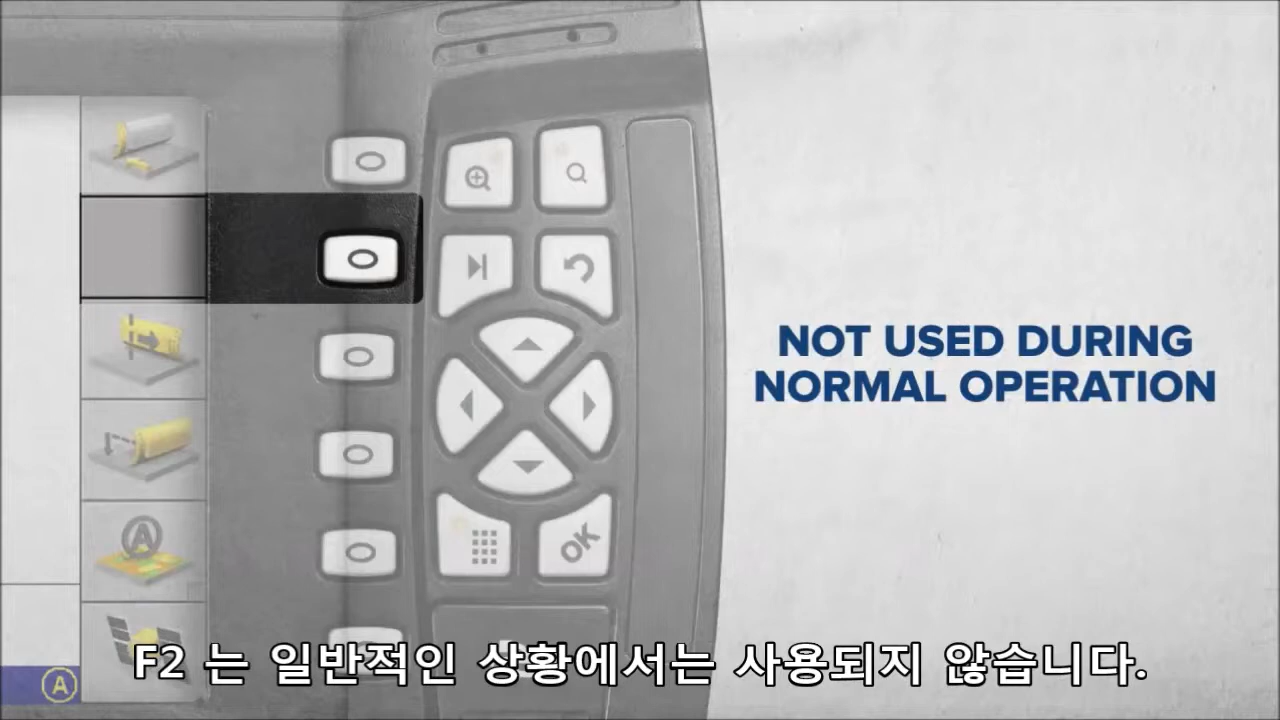 NOT USED DURING
NORMAL OPERATION
OK
A
A
F2 는 일반적인 상황에서는 사용되지 않습니다.